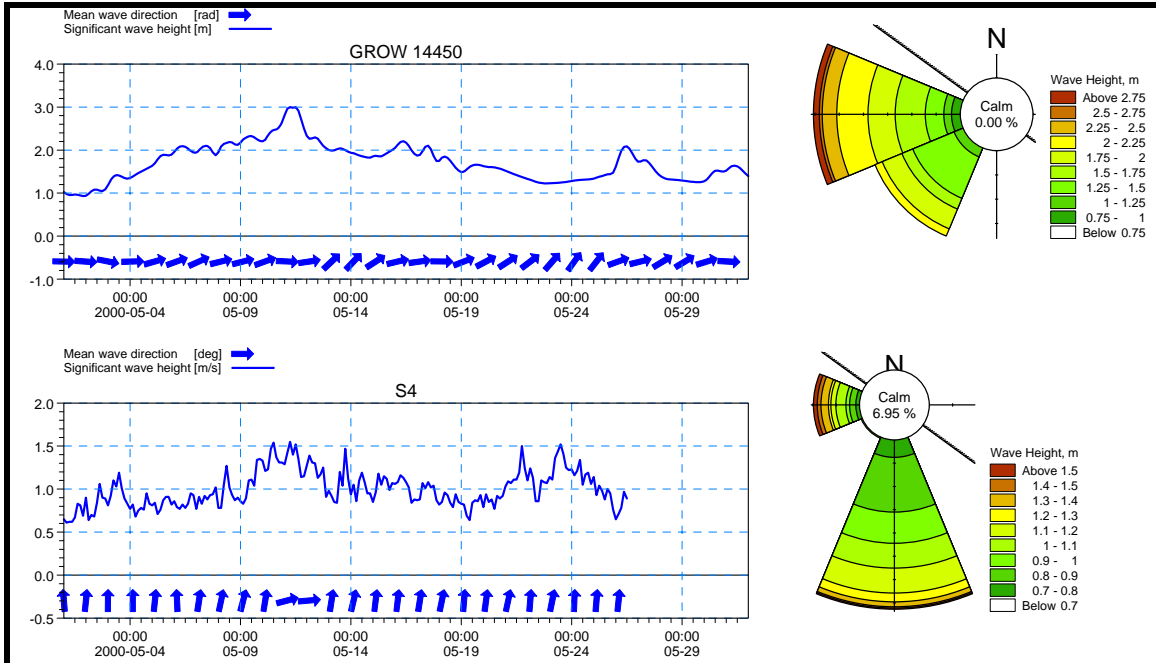 Mean wave direction [rad]
Significant wave height [m]
GROW 14450
4.0
3.0
2.0
1.0
0.0
-1.0
00:00 00:00 00:00 00:00 00:00 00:00
2000-05-04 05-09 05-14 05-19 05-24 05-29
N
Calm
0.00 %
Wave Height, m
Above 2.75
2.5 - 2.75
2.25 - 2.5
2 - 2.25
1.75 - 2
1.5 - 1.75
1.25 - 1.5
1 - 1.25
0.75 - 1
Below 0.75
Mean wave direction [deg]
Significant wave height [m/s]
S4
2.0
1.5
1.0
0.5
0.0
-0.5
00:00 00:00 00:00 00:00 00:00 00:00
2000-05-04 05-09 05-14 05-19 05-24 05-29
N
Calm
6.95 %
Wave Height, m
Above 1.5
1.4 - 1.5
1.3 - 1.4
1.2 - 1.3
1.1 - 1.2
1 - 1.1
0.9 - 1
0.8 - 0.9
0.7 - 0.8
Below 0.7